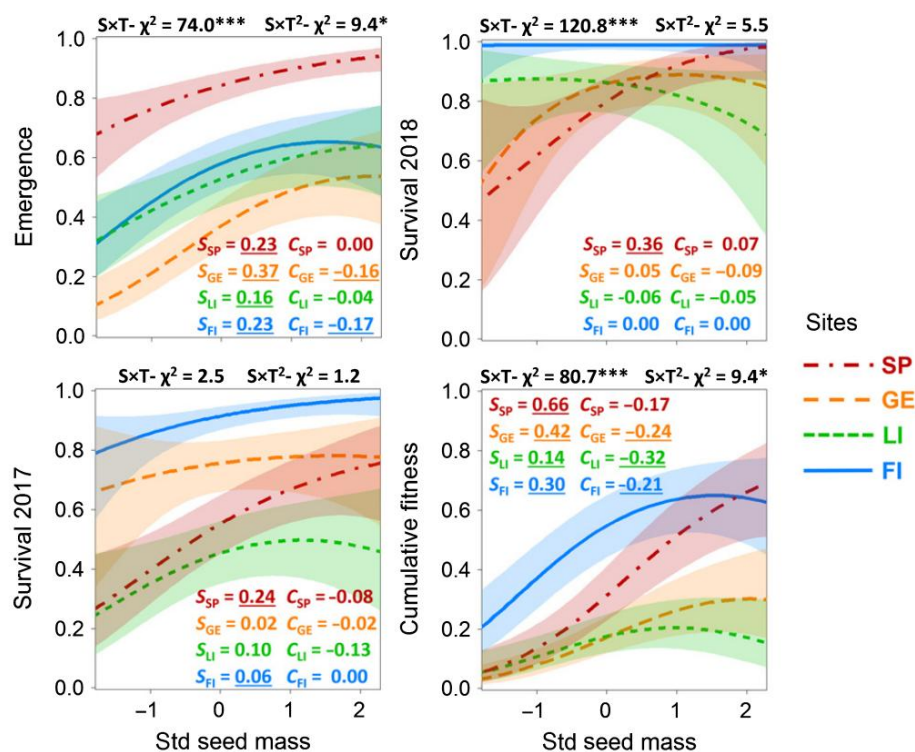 S×T- χ² = 74.0*** S×T²- χ² = 9.4*
1.0
0.8
0.6
0.4
0.2
0.0
Emergence
S_SP = 0.23 C_SP = 0.00
S_GE = 0.37 C_GE = −0.16
S_LI = 0.16 C_LI = −0.04
S_FI = 0.23 C_FI = −0.17
S×T- χ² = 120.8*** S×T²- χ² = 5.5
1.0
0.8
0.6
0.4
0.2
0.0
Survival 2018
S_SP = 0.36 C_SP = 0.07
S_GE = 0.05 C_GE = −0.09
S_LI = -0.06 C_LI = −0.05
S_FI = 0.00 C_FI = 0.00
S×T- χ² = 2.5 S×T²- χ² = 1.2
1.0
0.8
0.6
0.4
0.2
0.0
Survival 2017
S_SP = 0.24 C_SP = −0.08
S_GE = 0.02 C_GE = −0.02
S_LI = 0.10 C_LI = −0.13
S_FI = 0.06 C_FI = 0.00
−1 0 1 2
Std seed mass
S×T- χ² = 80.7*** S×T²- χ² = 9.4*
1.0
0.8
0.6
0.4
0.2
0.0
Cumulative fitness
S_SP = 0.66 C_SP = −0.17
S_GE = 0.42 C_GE = −0.24
S_LI = 0.14 C_LI = −0.32
S_FI = 0.30 C_FI = −0.21
−1 0 1 2
Std seed mass
Sites
SP
GE
LI
FI